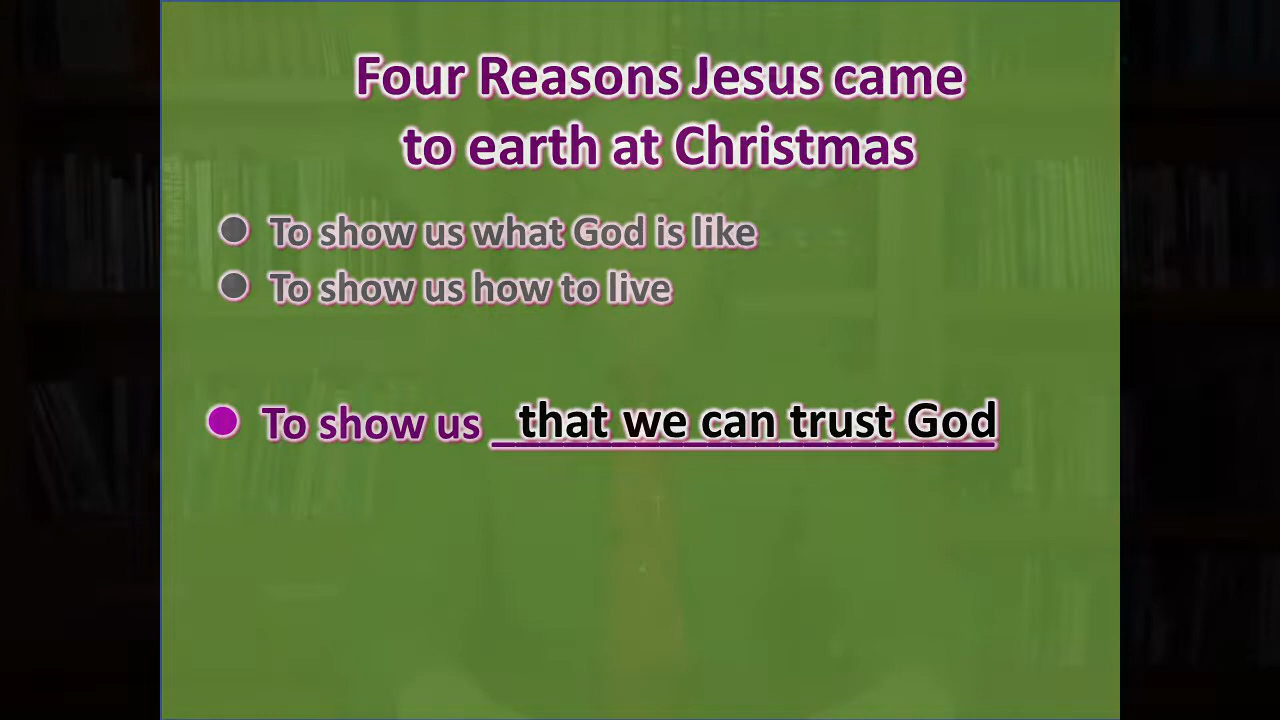 Four Reasons Jesus came
to earth at Christmas
To show us what God is like
To show us how to live
To show us that we can trust God